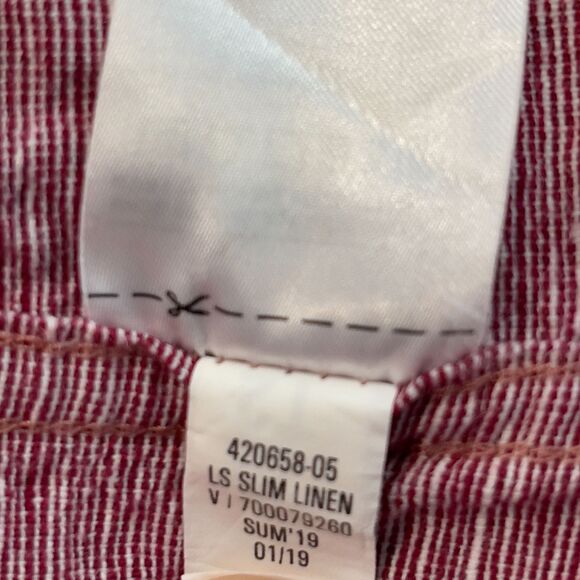 420658-05
LS SLIM LINEN
V | 700079260
SUM'19
01/19